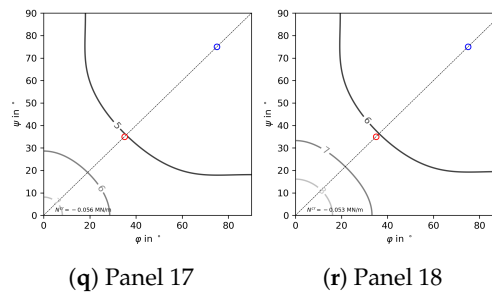 90
80
70
60
50
40
30
20
10
0
ψ in °
5
6
N^cr = −0.056 MN/m
0 20 40 60 80
φ in °
(q) Panel 17
90
80
70
60
50
40
30
20
10
0
ψ in °
6
7
N^cr = −0.053 MN/m
0 20 40 60 80
φ in °
(r) Panel 18